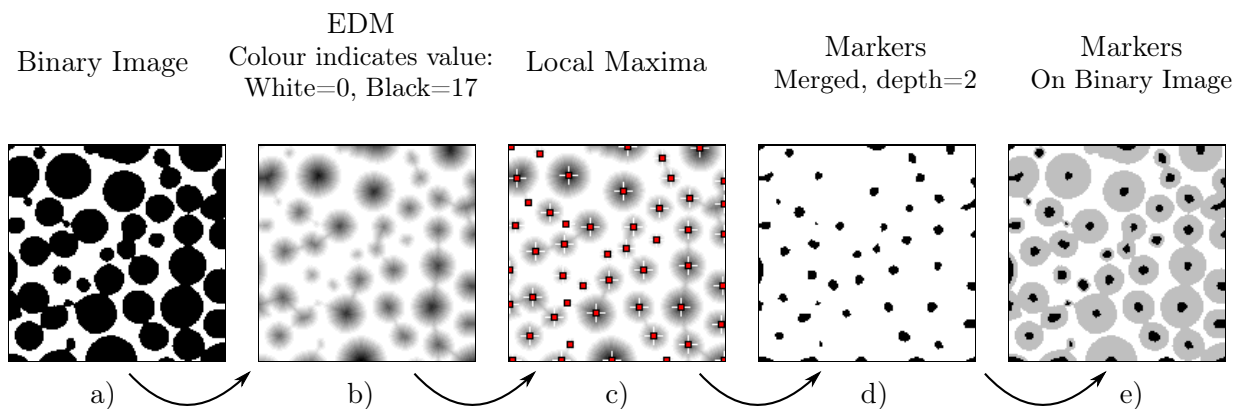 Binary Image
EDM
Colour indicates value:
White=0, Black=17
Local Maxima
Markers
Merged, depth=2
Markers
On Binary Image
a)
b)
c)
d)
e)